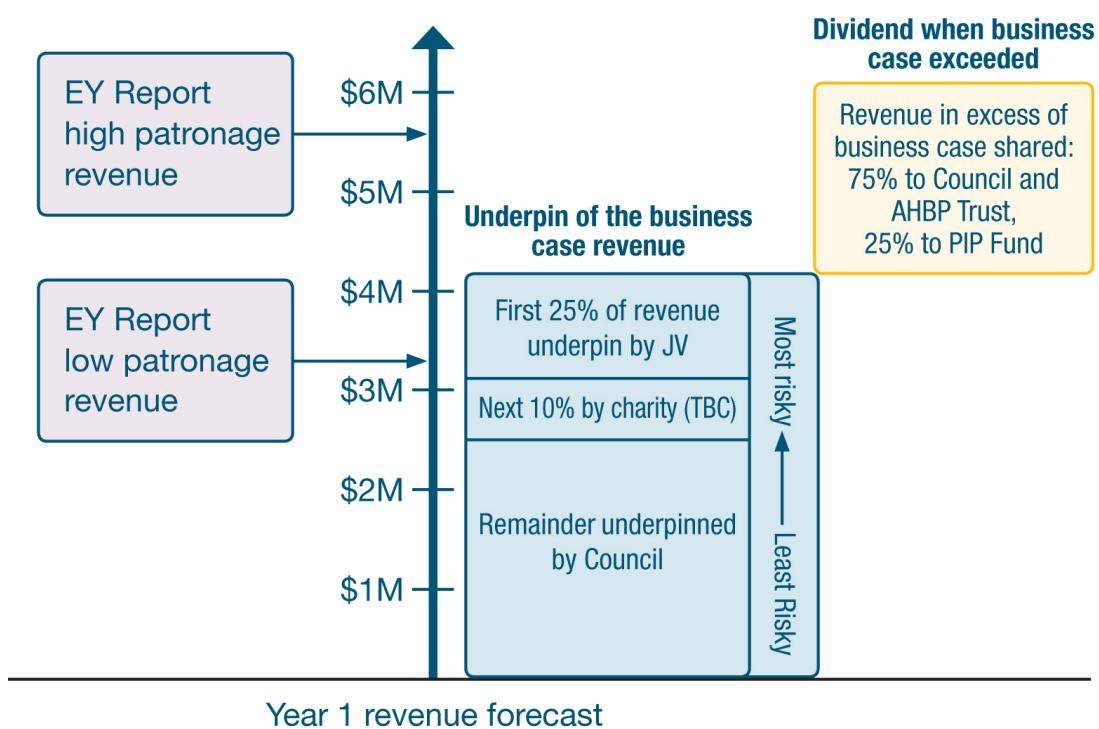 Dividend when business
case exceeded
Revenue in excess of
business case shared:
75% to Council and
AHBP Trust,
25% to PIP Fund
EY Report
high patronage
revenue
$6M
$5M
Underpin of the business
case revenue
EY Report
low patronage
revenue
$4M
$3M
$2M
$1M
First 25% of revenue
underpin by JV
Next 10% by charity (TBC)
Remainder underpinned
by Council
Most risky
Least Risky
Year 1 revenue forecast